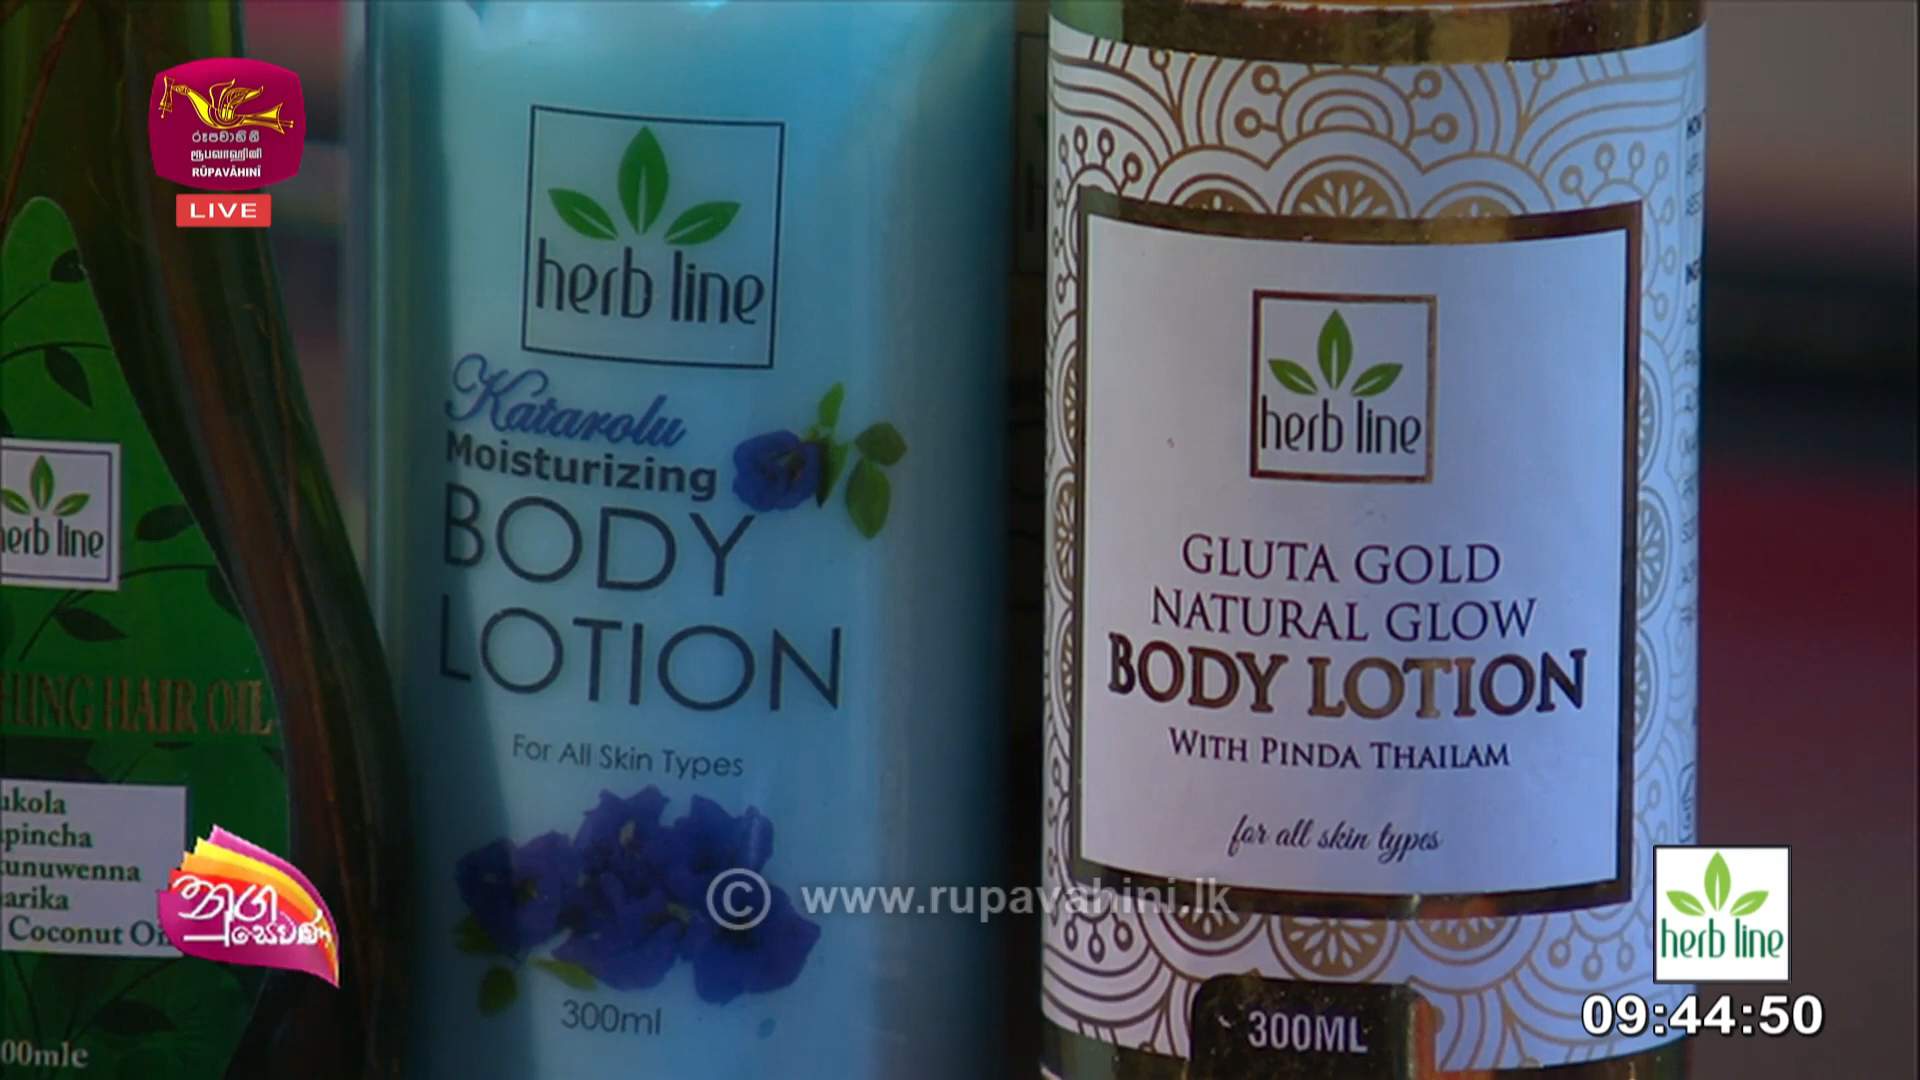 රූපවාහිනී
ரூபவாஹினி
RŪPAVĀHINĪ
LIVE
herb line
HAIR OIL
Coconut
නුග
සෙවණ
herb line
Katarolu
Moisturizing
BODY
LOTION
For All Skin Types
300ml
herb line
GLUTA GOLD
NATURAL GLOW
BODY LOTION
WITH PINDA THAILAM
for all skin types
300ML
© www.rupavahini.lk
herb line
09:44:50